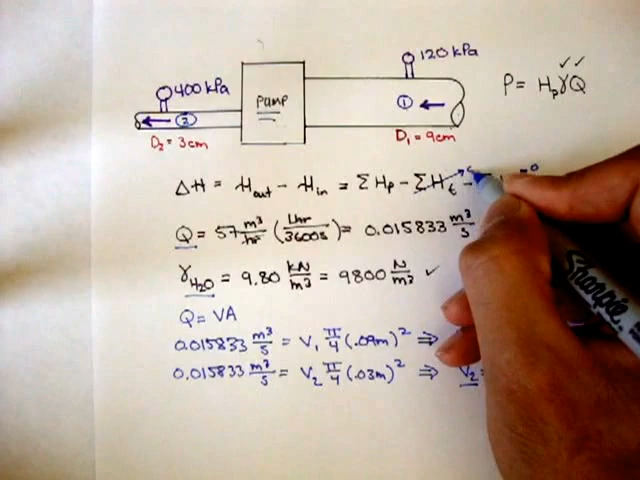 120 kPa
400 kPa
Pump
P = HpγQ
①
②
D₂ = 3cm
D₁ = 9cm
ΔH = Hout - Hin = ΣHp - ΣHt -
Q = 57 m³/hr (1hr/3600s) = 0.015833 m³/s
γH₂O = 9.80 kN/m³ = 9800 N/m³ ✓
Q = VA
0.015833 m³/s = V₁ π/4 (.09m)² ⇒
0.015833 m³/s = V₂ π/4 (.03m)² ⇒ V₂ =
Sharpie